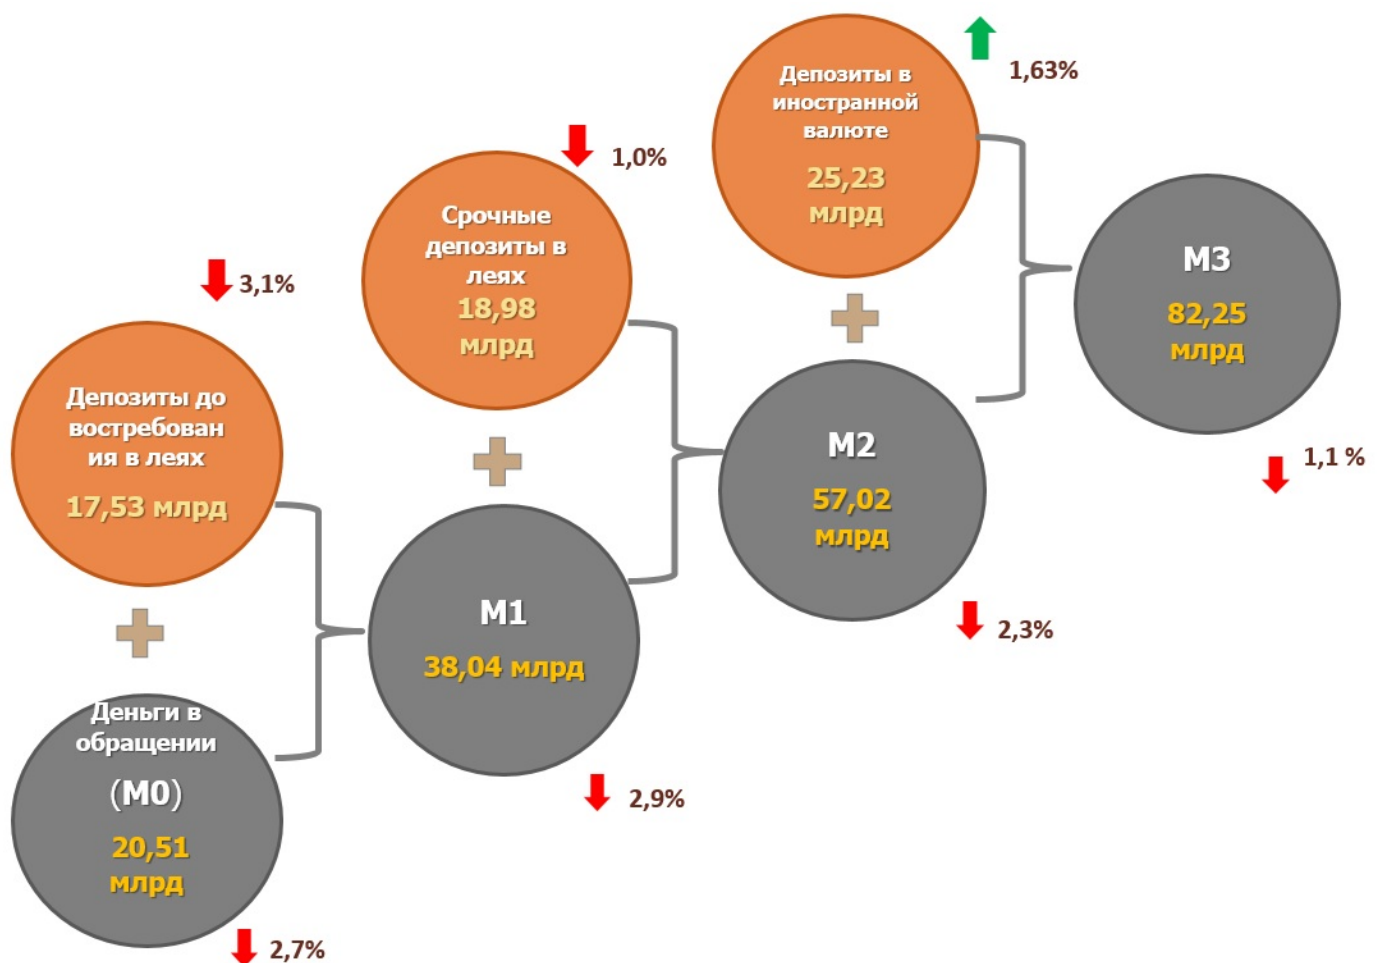 1,63%
Депозиты в
иностранной
валюте
25,23
млрд
1,0%
Срочные
депозиты в
леях
18,98
млрд
M3
82,25
млрд
1,1 %
3,1%
Депозиты до
востребован
ия в леях
17,53 млрд
M2
57,02
млрд
2,3%
M1
38,04 млрд
2,9%
Деньги в
обращении
(M0)
20,51
млрд
2,7%